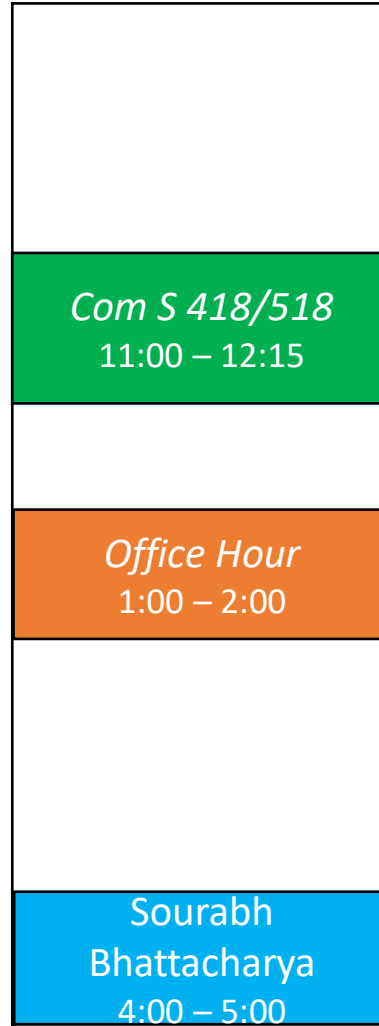 Com S 418/518
11:00 – 12:15
Office Hour
1:00 – 2:00
Sourabh
Bhattacharya
4:00 – 5:00